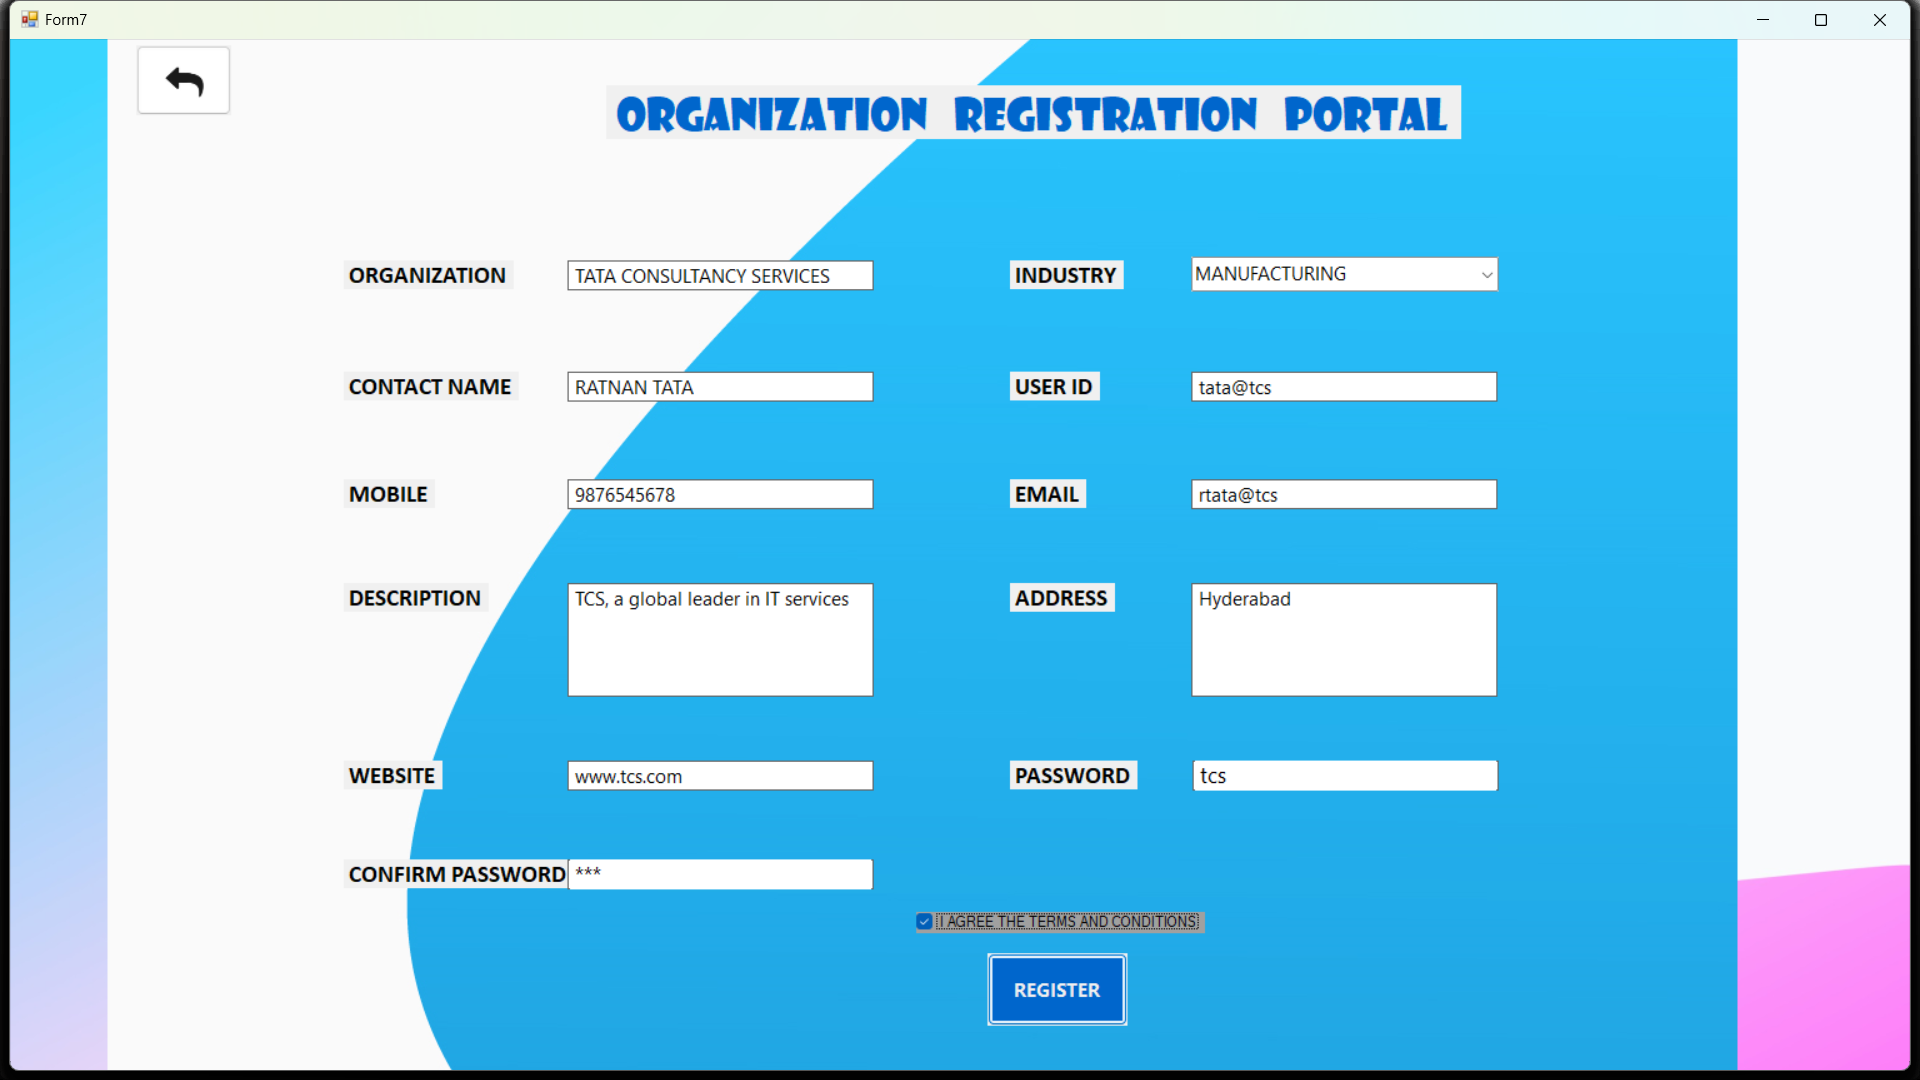 Form7
ORGANIZATION REGISTRATION PORTAL
ORGANIZATION TATA CONSULTANCY SERVICES INDUSTRY MANUFACTURING
CONTACT NAME RATNAN TATA USER ID tata@tcs
MOBILE 9876545678 EMAIL rtata@tcs
DESCRIPTION TCS, a global leader in IT services ADDRESS Hyderabad
WEBSITE www.tcs.com PASSWORD tcs
CONFIRM PASSWORD ***
I AGREE THE TERMS AND CONDITIONS
REGISTER